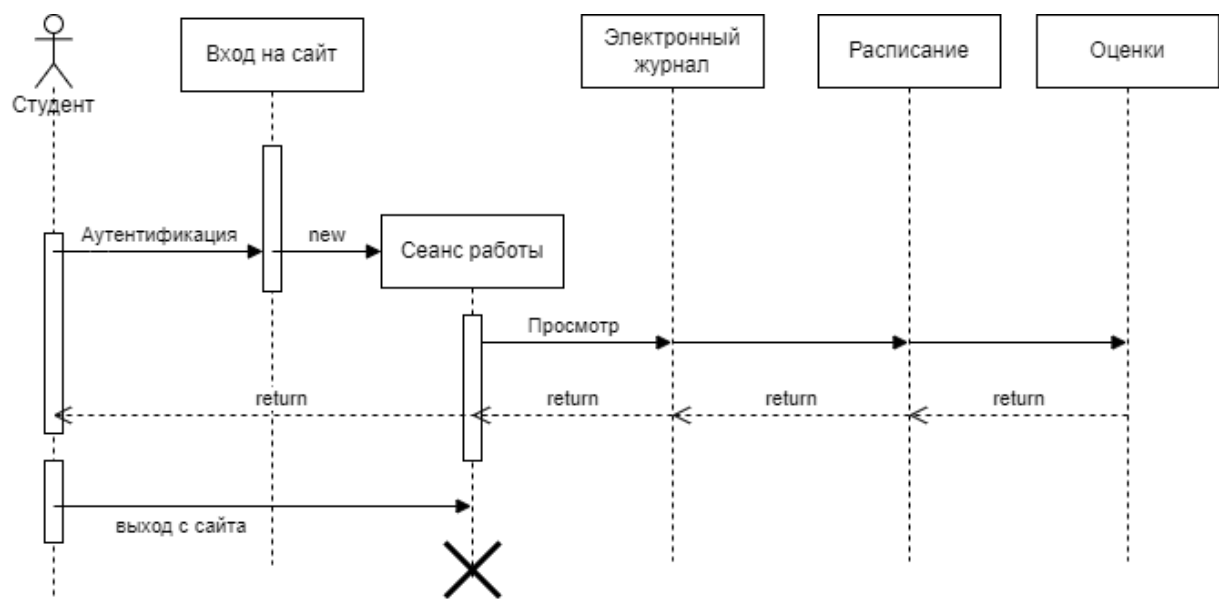 Студент
Вход на сайт
Электронный
журнал
Расписание
Оценки
Аутентификация
new
Сеанс работы
Просмотр
return
return
return
return
выход с сайта